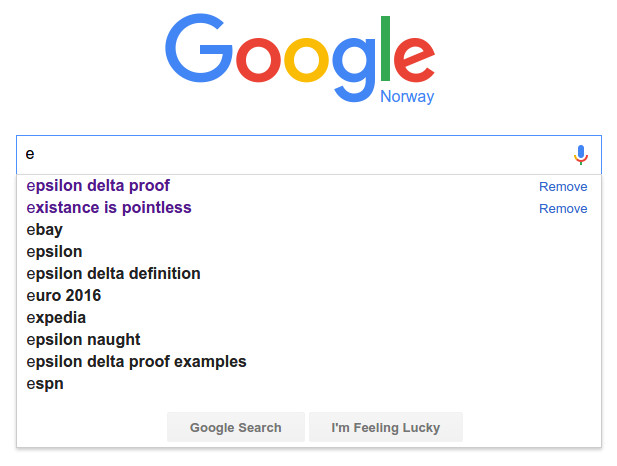 Google
Norway
e
epsilon delta proof Remove
existance is pointless Remove
ebay
epsilon
epsilon delta definition
euro 2016
expedia
epsilon naught
epsilon delta proof examples
espn
Google Search I'm Feeling Lucky